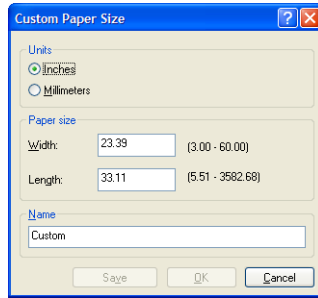 Custom Paper Size
Units
Inches
Millimeters
Paper size
Width: 23.39 (3.00 - 60.00)
Length: 33.11 (5.51 - 3582.68)
Name
Custom
Save OK Cancel